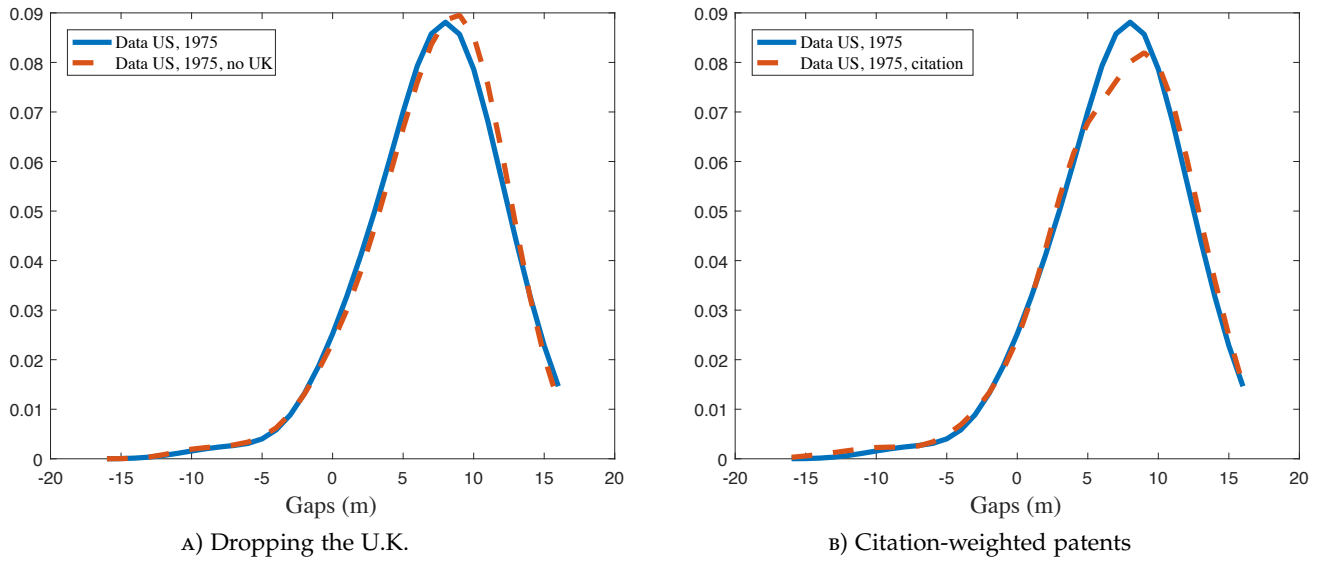 0.09
0.08
0.07
0.06
0.05
0.04
0.03
0.02
0.01
0
-20 -15 -10 -5 0 5 10 15 20
Data US, 1975
Data US, 1975, no UK
Gaps (m)
A) Dropping the U.K.
0.09
0.08
0.07
0.06
0.05
0.04
0.03
0.02
0.01
0
-20 -15 -10 -5 0 5 10 15 20
Data US, 1975
Data US, 1975, citation
Gaps (m)
B) Citation-weighted patents